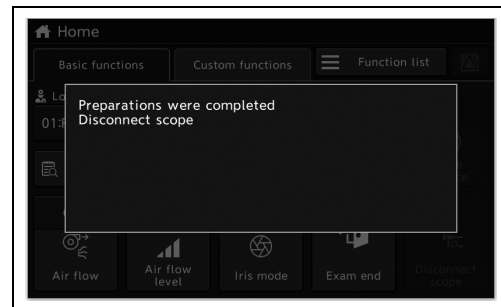 Home
Basic functions
Custom functions
Function list
Lo
Preparations were completed
Disconnect scope
Air flow
Air flow
level
Iris mode
Exam end
Disconnect
scope